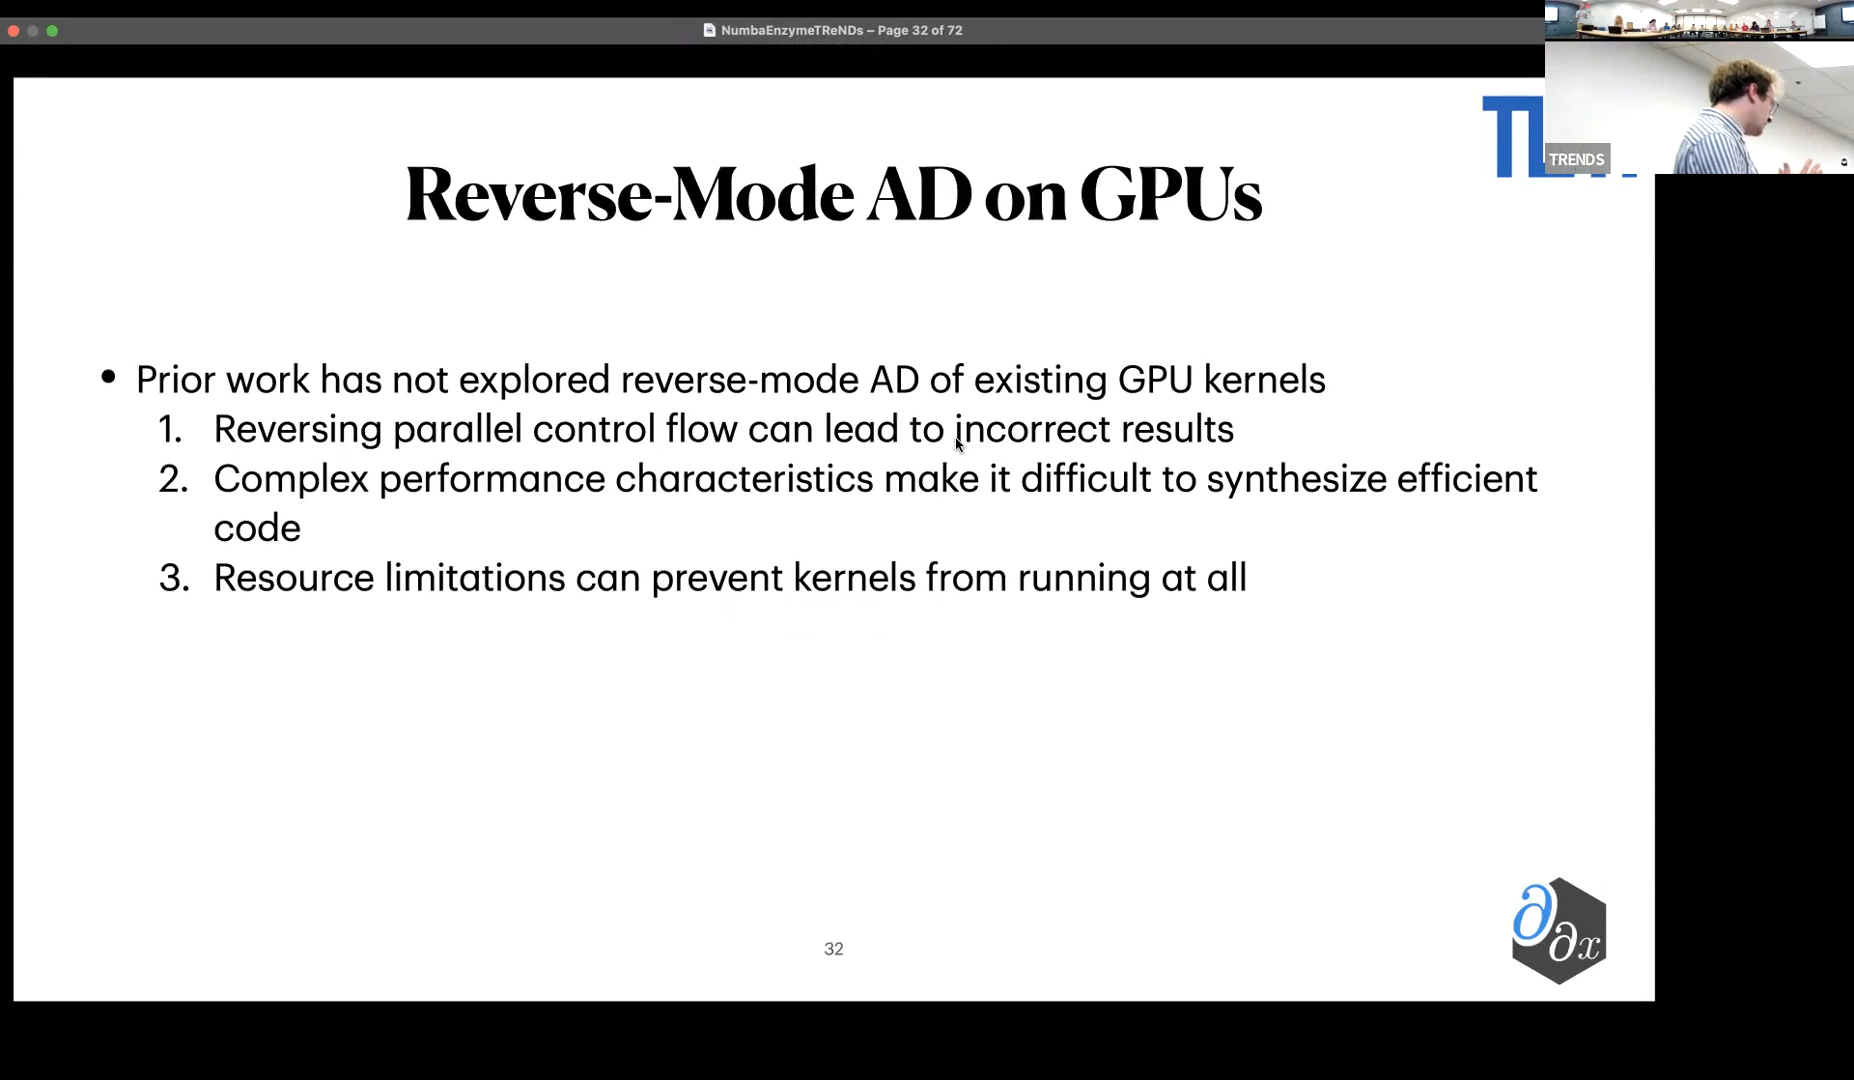 NumbaEnzymeTReNDs – Page 32 of 72
TRENDS
Reverse-Mode AD on GPUs
• Prior work has not explored reverse-mode AD of existing GPU kernels
1. Reversing parallel control flow can lead to incorrect results
2. Complex performance characteristics make it difficult to synthesize efficient
code
3. Resource limitations can prevent kernels from running at all
32
∂
∂x